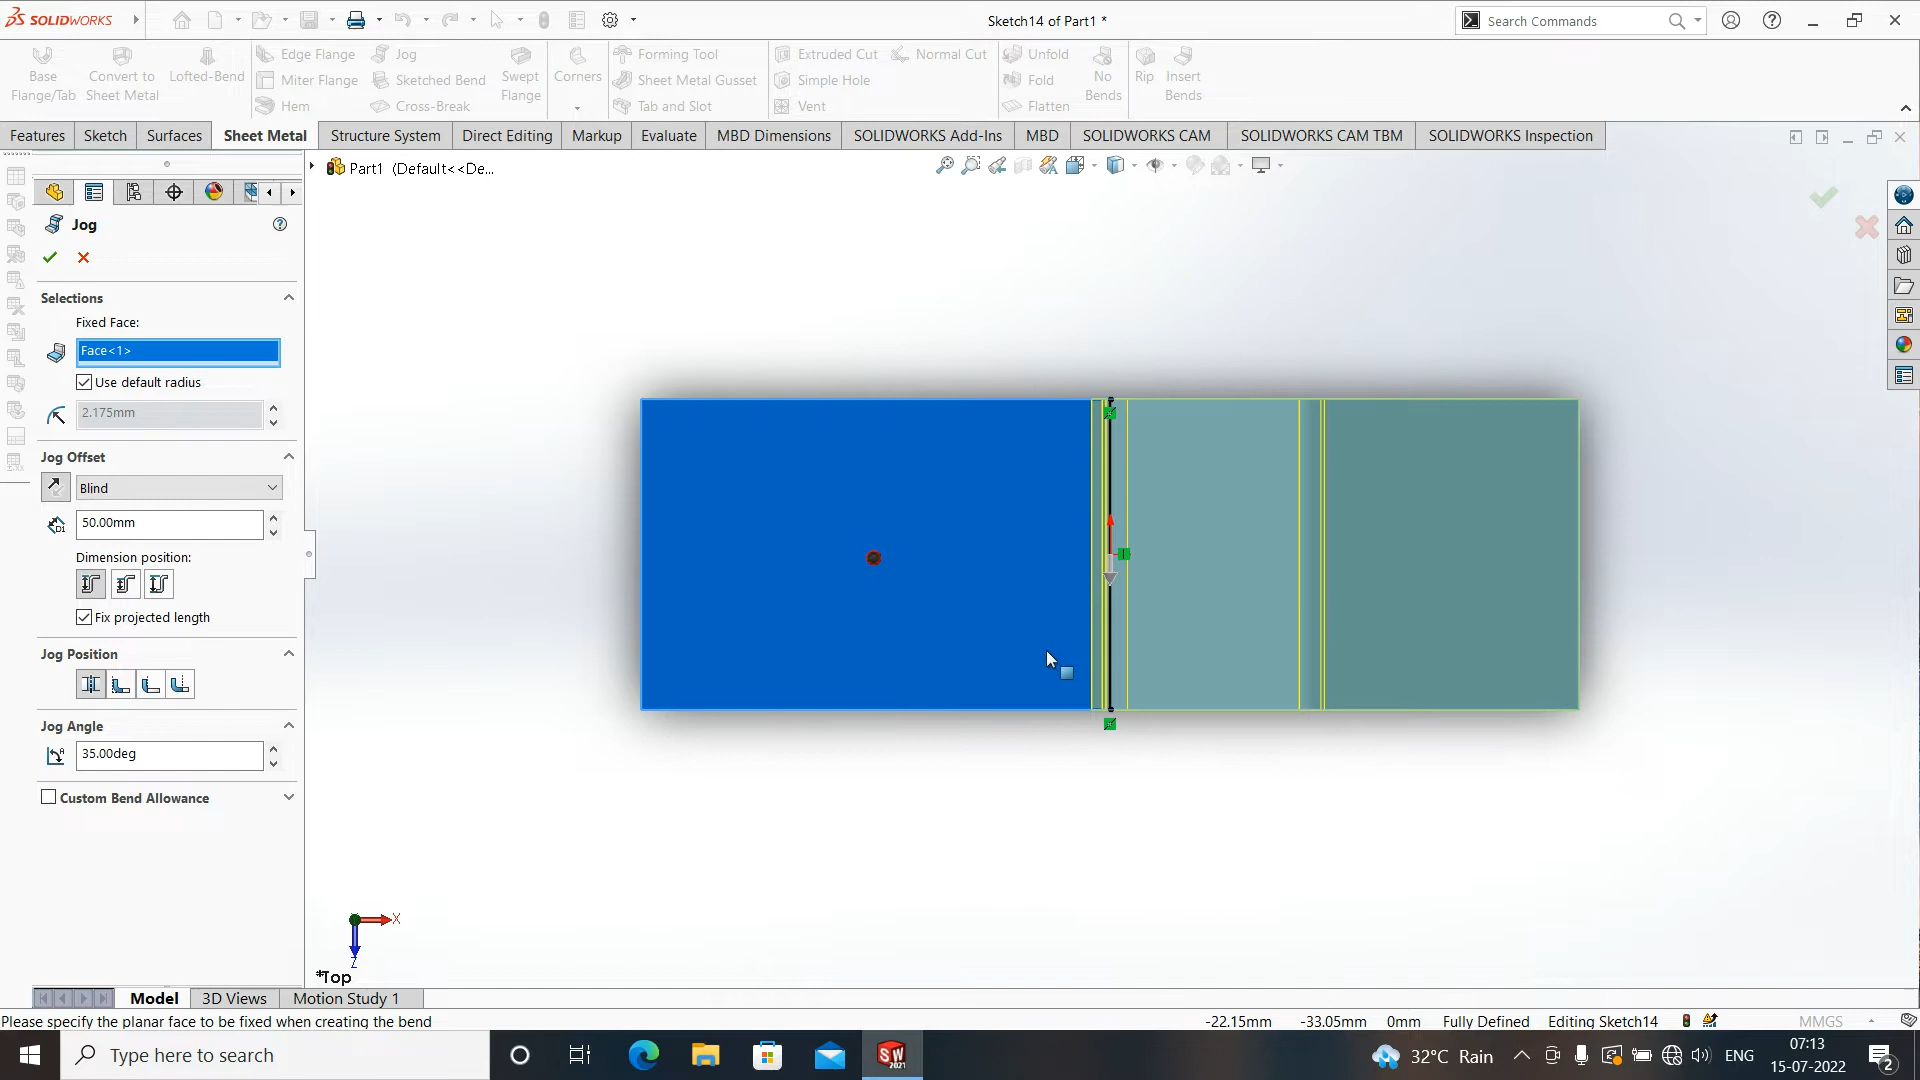 SOLIDWORKS
Sketch14 of Part1 *
Search Commands
Base Flange/Tab
Convert to Sheet Metal
Lofted-Bend
Edge Flange
Miter Flange
Hem
Jog
Sketched Bend
Cross-Break
Swept Flange
Corners
Forming Tool
Sheet Metal Gusset
Tab and Slot
Extruded Cut
Simple Hole
Vent
Normal Cut
Unfold
Fold
Flatten
No Bends
Rip
Insert Bends
Features
Sketch
Surfaces
Sheet Metal
Structure System
Direct Editing
Markup
Evaluate
MBD Dimensions
SOLIDWORKS Add-Ins
MBD
SOLIDWORKS CAM
SOLIDWORKS CAM TBM
SOLIDWORKS Inspection
Part1 (Default<<De...
Jog
Selections
Fixed Face:
Face<1>
Use default radius
2.175mm
Jog Offset
Blind
50.00mm
Dimension position:
Fix projected length
Jog Position
Jog Angle
35.00deg
Custom Bend Allowance
X
Z
*Top
Model
3D Views
Motion Study 1
Please specify the planar face to be fixed when creating the bend
-22.15mm
-33.05mm
0mm
Fully Defined
Editing Sketch14
MMGS
Type here to search
SW
2021
32°C Rain
ENG
07:13
15-07-2022
2